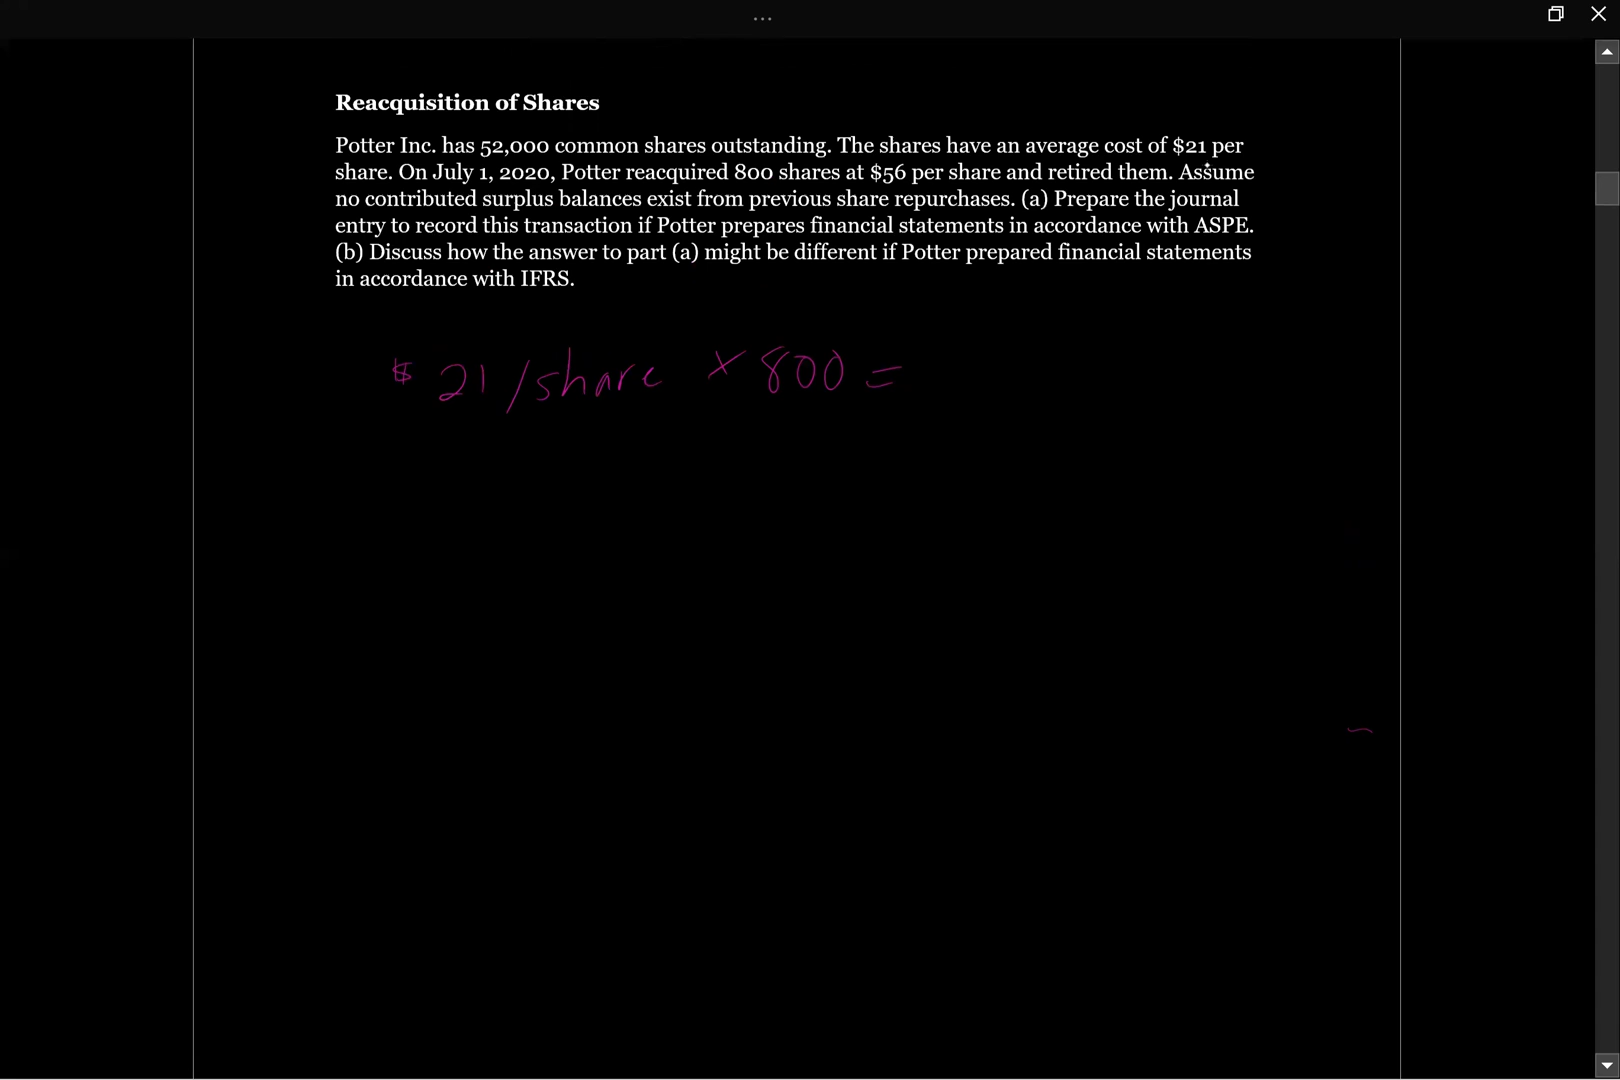 Reacquisition of Shares
Potter Inc. has 52,000 common shares outstanding. The shares have an average cost of $21 per
share. On July 1, 2020, Potter reacquired 800 shares at $56 per share and retired them. Assume
no contributed surplus balances exist from previous share repurchases. (a) Prepare the journal
entry to record this transaction if Potter prepares financial statements in accordance with ASPE.
(b) Discuss how the answer to part (a) might be different if Potter prepared financial statements
in accordance with IFRS.
$ 21 / share × 800 =